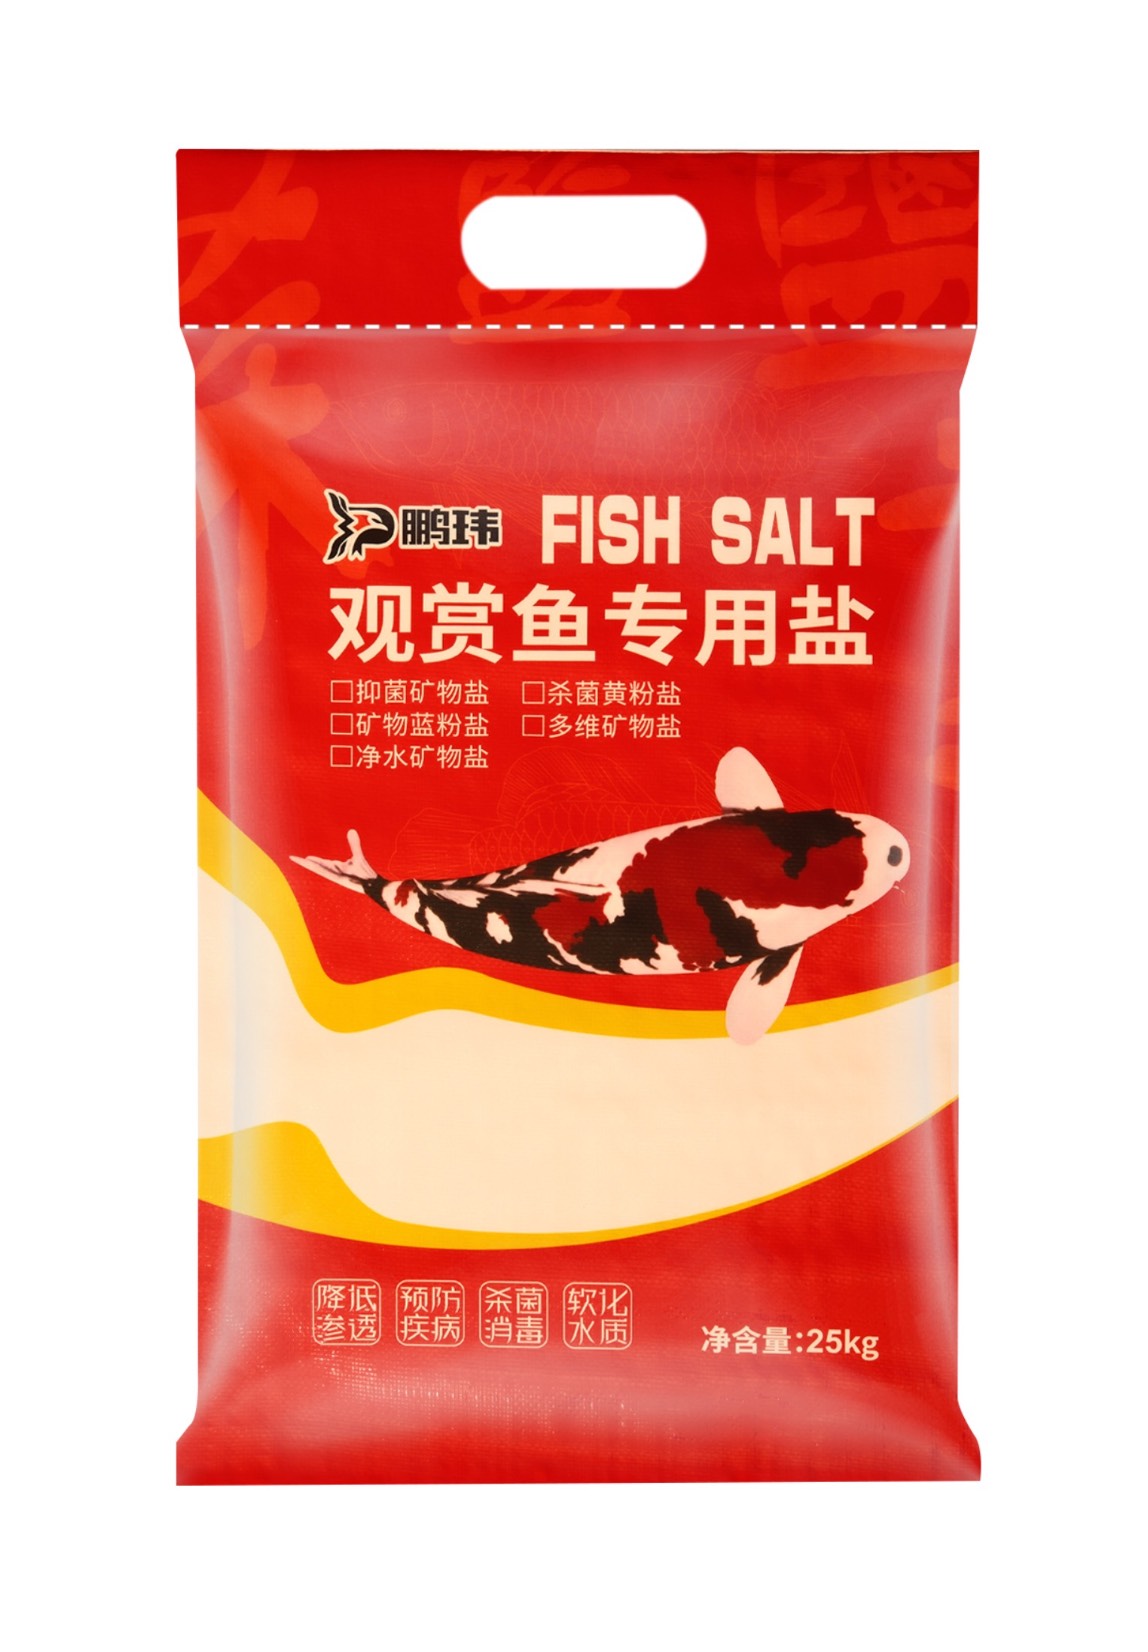 鹏玮 FISH SALT
观赏鱼专用盐
□抑菌矿物盐 □杀菌黄粉盐
□矿物蓝粉盐 □多维矿物盐
□净水矿物盐
降低渗透 预防疾病 杀菌消毒 软化水质
净含量:25kg